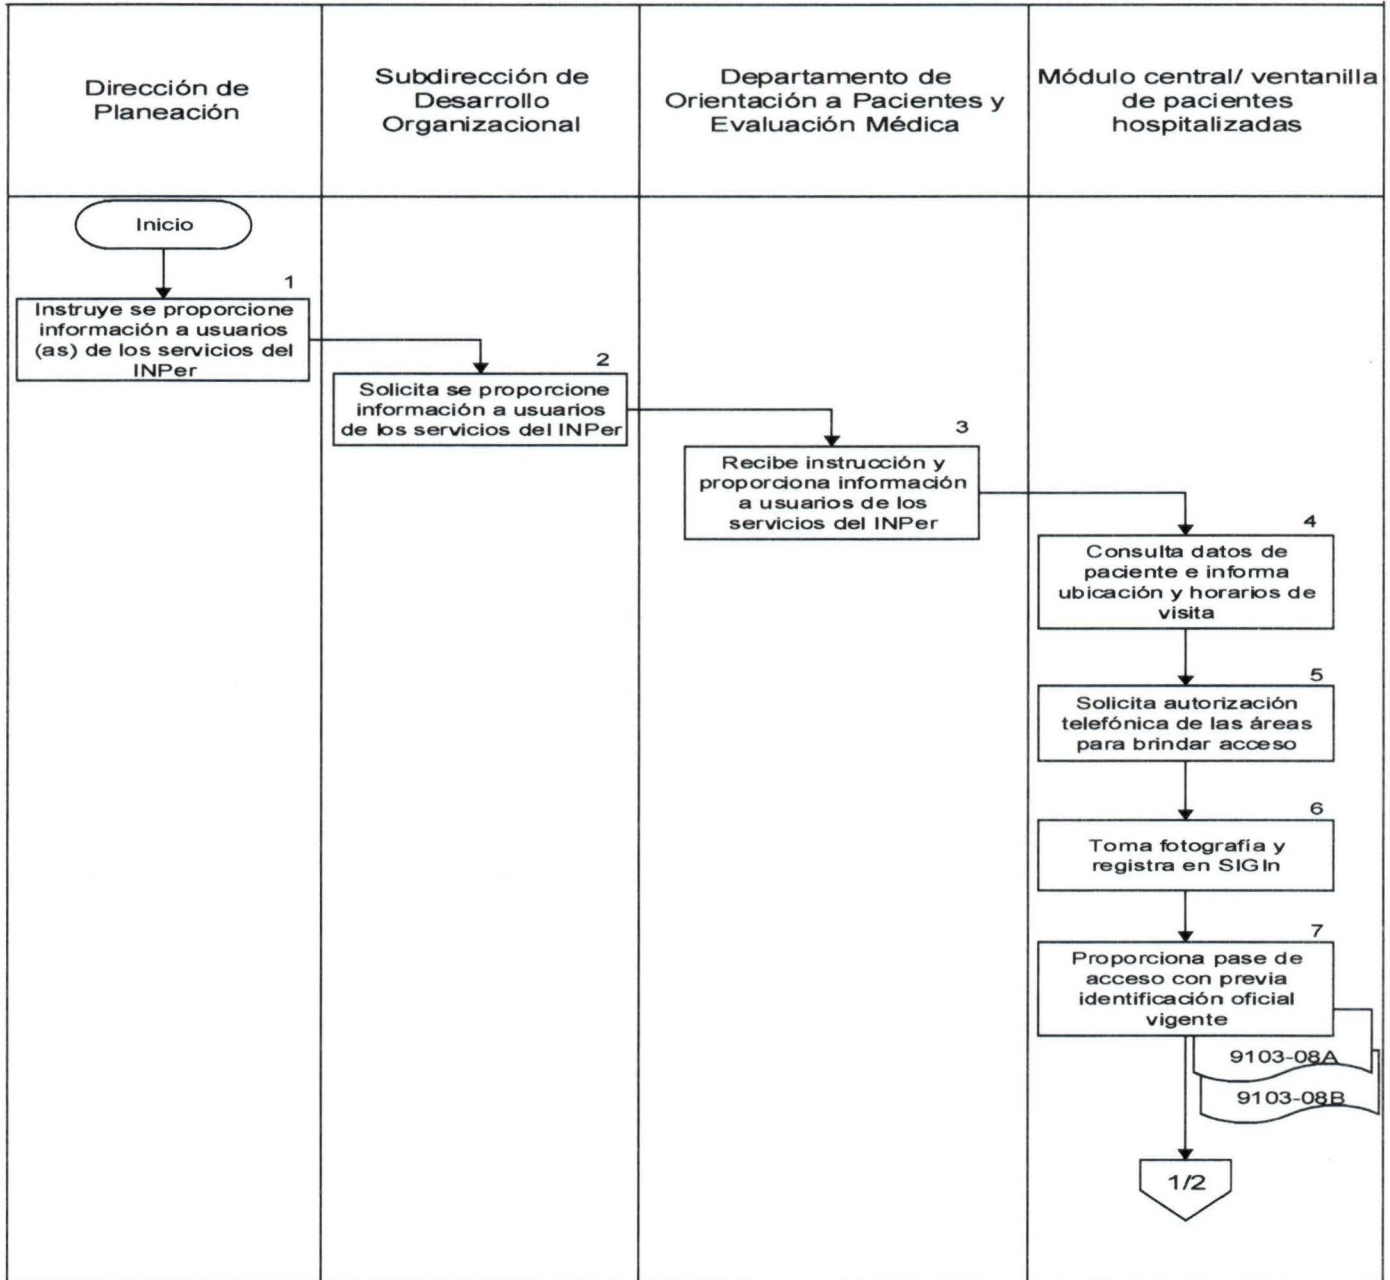 Dirección de
Planeación
Subdirección de
Desarrollo
Organizacional
Departamento de
Orientación a Pacientes y
Evaluación Médica
Módulo central/ ventanilla
de pacientes
hospitalizadas
Inicio
1
Instruye se proporcione
información a usuarios
(as) de los servicios del
INPer
2
Solicita se proporcione
información a usuarios
de los servicios del INPer
3
Recibe instrucción y
proporciona información
a usuarios de los
servicios del INPer
4
Consulta datos de
paciente e informa
ubicación y horarios de
visita
5
Solicita autorización
telefónica de las áreas
para brindar acceso
6
Toma fotografía y
registra en SIGIn
7
Proporciona pase de
acceso con previa
identificación oficial
vigente
9103-08A
9103-08B
1/2